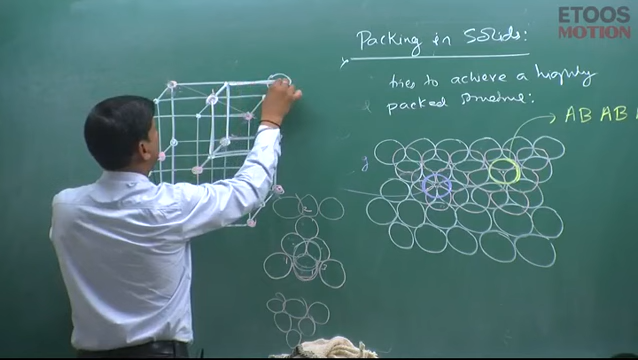 ETOOS
MOTION
Packing in Solids:
tries to achieve a highly
packed structure:
AB AB